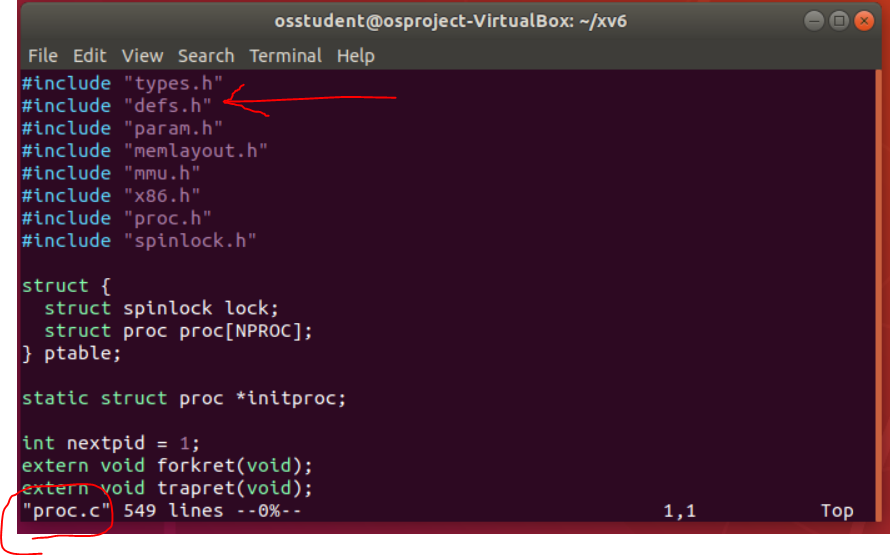 osstudent@osproject-VirtualBox: ~/xv6
File Edit View Search Terminal Help
#include "types.h"
#include "defs.h"
#include "param.h"
#include "memlayout.h"
#include "mmu.h"
#include "x86.h"
#include "proc.h"
#include "spinlock.h"

struct {
  struct spinlock lock;
  struct proc proc[NPROC];
} ptable;

static struct proc *initproc;

int nextpid = 1;
extern void forkret(void);
extern void trapret(void);
"proc.c" 549 lines --0%-- 1,1 Top